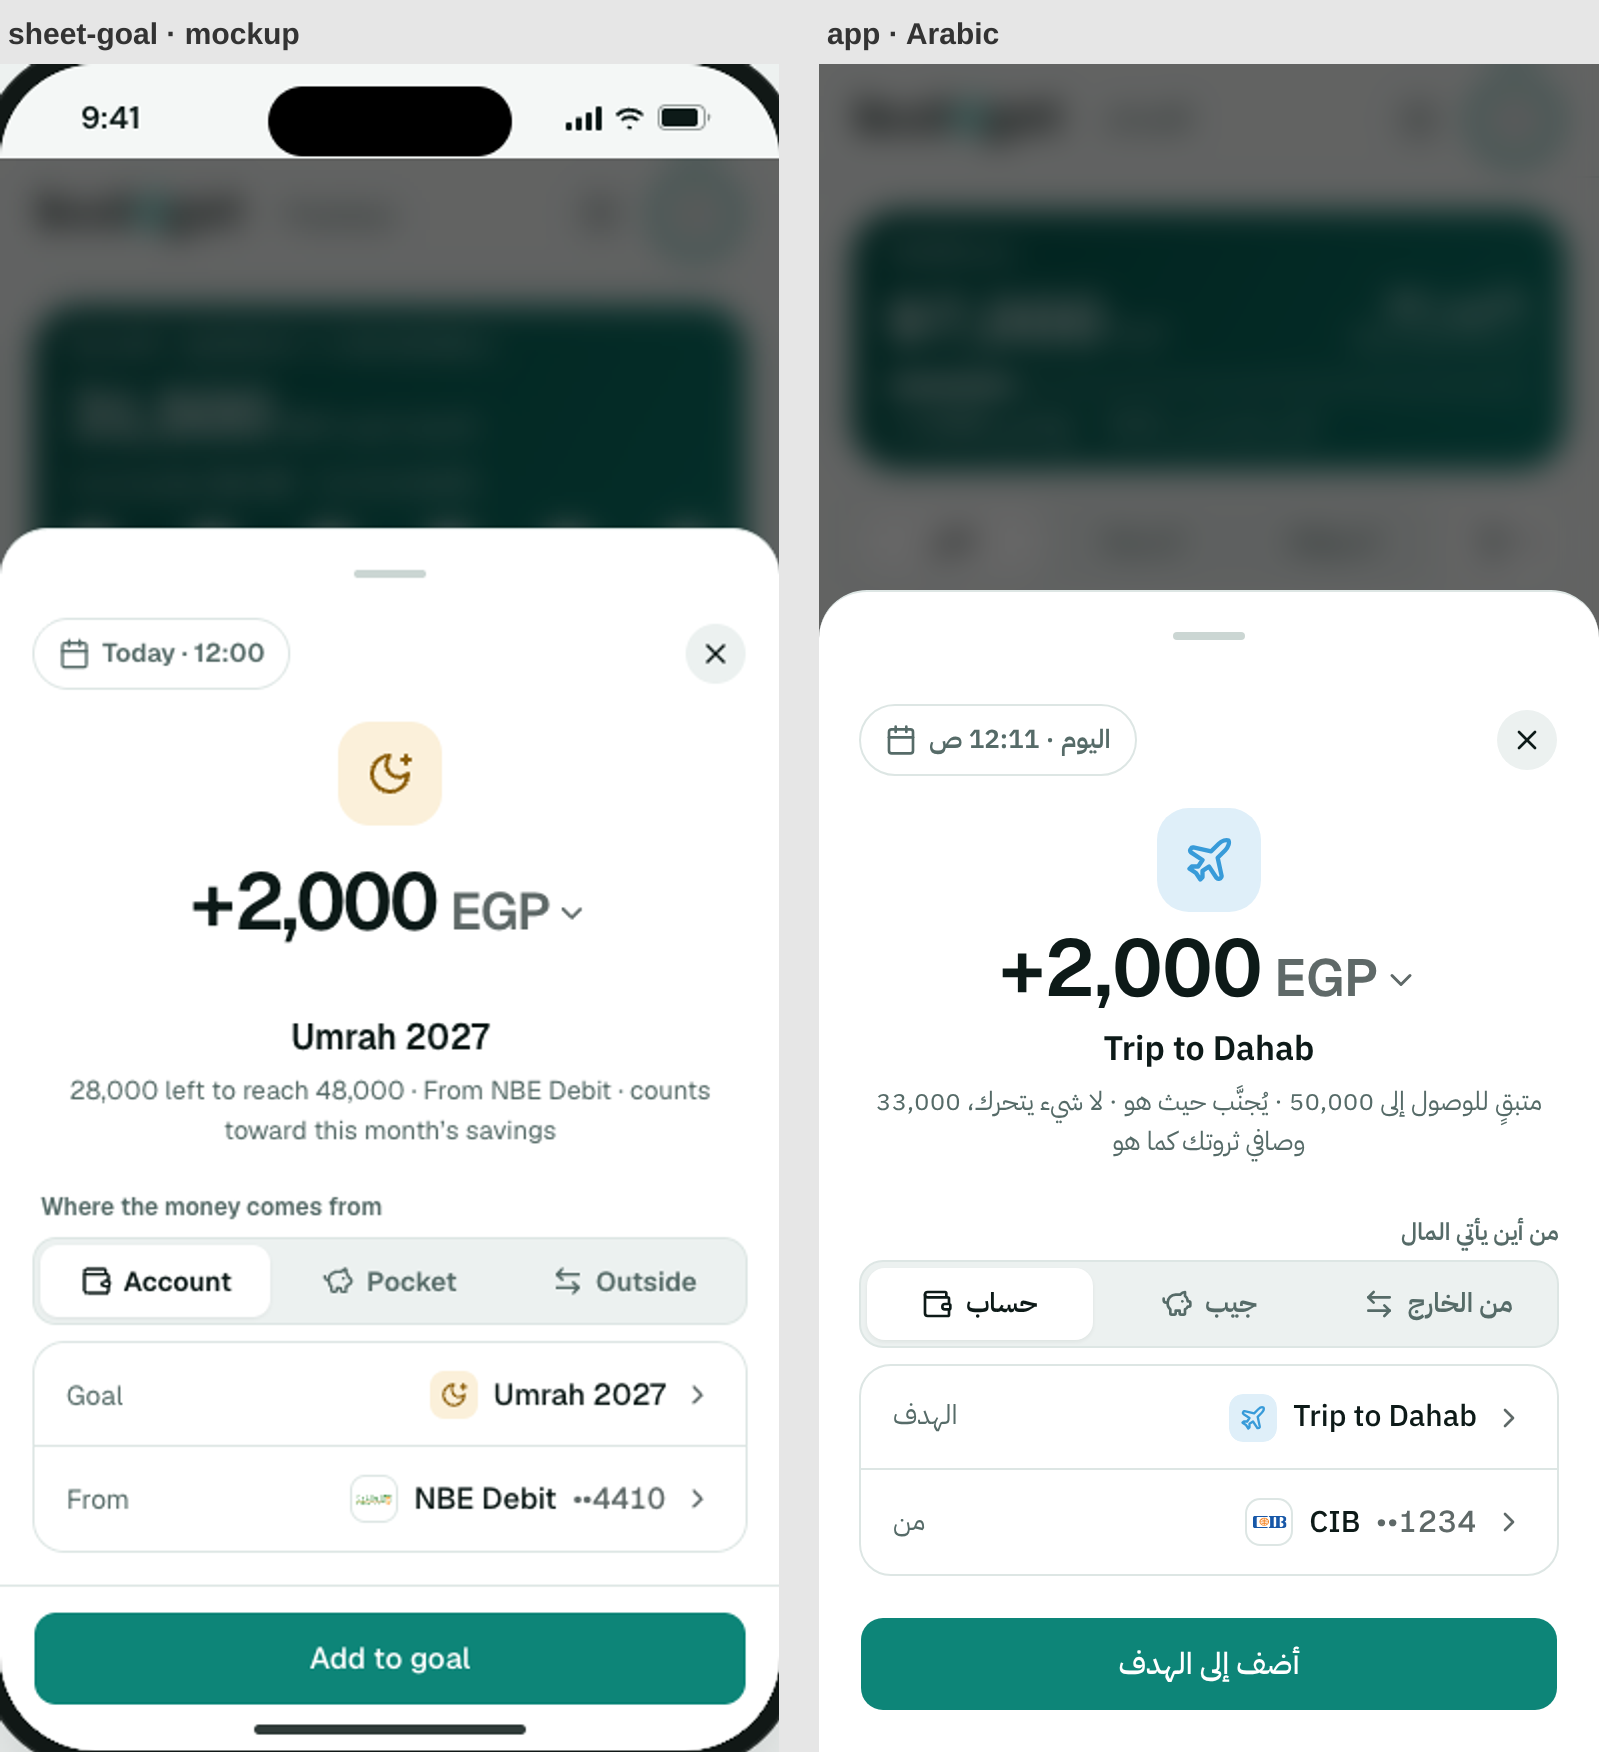 sheet-goal · mockup
9:41
Today · 12:00
+2,000 EGP
Umrah 2027
28,000 left to reach 48,000 · From NBE Debit · counts
toward this month's savings
Where the money comes from
Account
Pocket
Outside
Goal
Umrah 2027
From
NBE Debit ••4410
Add to goal
app · Arabic
اليوم · 12:11 ص
+2,000 EGP
Trip to Dahab
33,000 متبقٍ للوصول إلى 50,000 · يُجنَّب حيث هو · لا شيء يتحرك،
وصافي ثروتك كما هو
من أين يأتي المال
حساب
جيب
من الخارج
الهدف
Trip to Dahab
من
CIB ••1234
أضف إلى الهدف